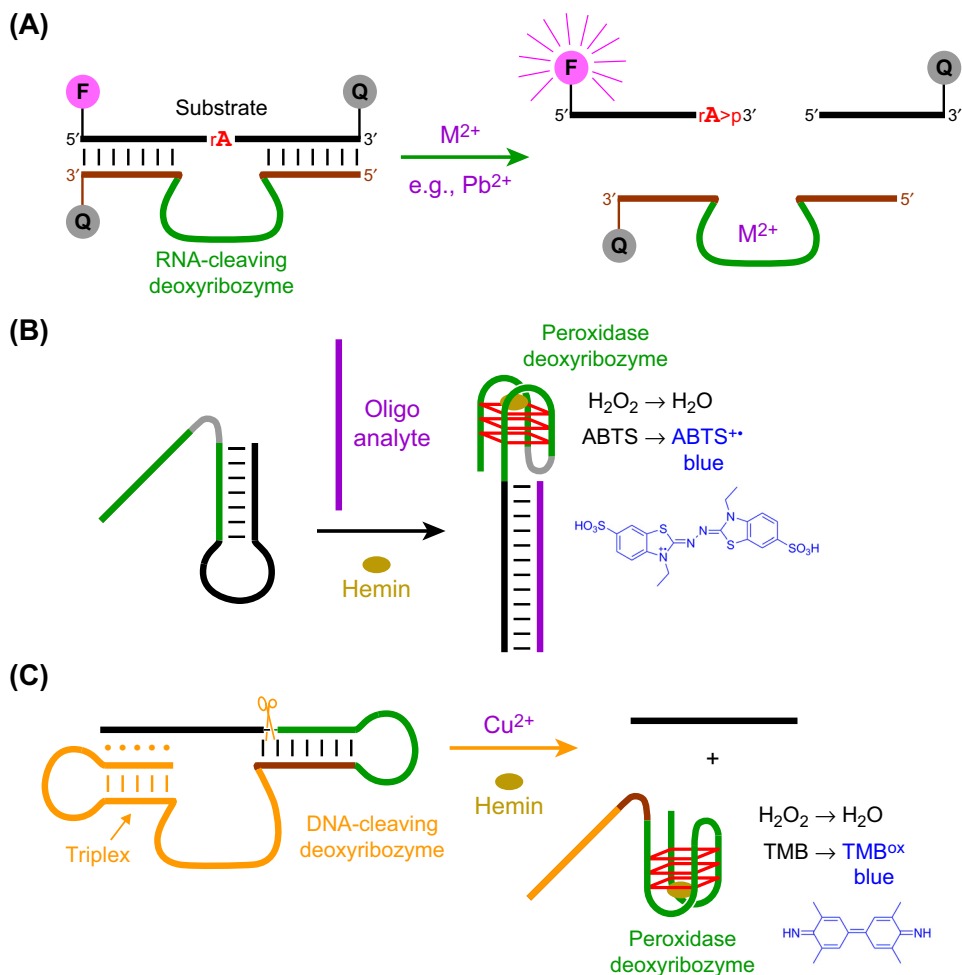 (A)
F
Q
Substrate
5′
rA
3′
3′
5′
Q
RNA-cleaving
deoxyribozyme
M²⁺
e.g., Pb²⁺
F
Q
5′
rA>p3′
5′
3′
3′
5′
Q
M²⁺
(B)
Oligo
analyte
Hemin
Peroxidase
deoxyribozyme
H₂O₂ → H₂O
ABTS → ABTS⁺•
blue
HO₃S
S
N
N
N
N
S
SO₃H
(C)
Triplex
DNA-cleaving
deoxyribozyme
Cu²⁺
Hemin
+
Peroxidase
deoxyribozyme
H₂O₂ → H₂O
TMB → TMBᵒˣ
blue
HN
NH